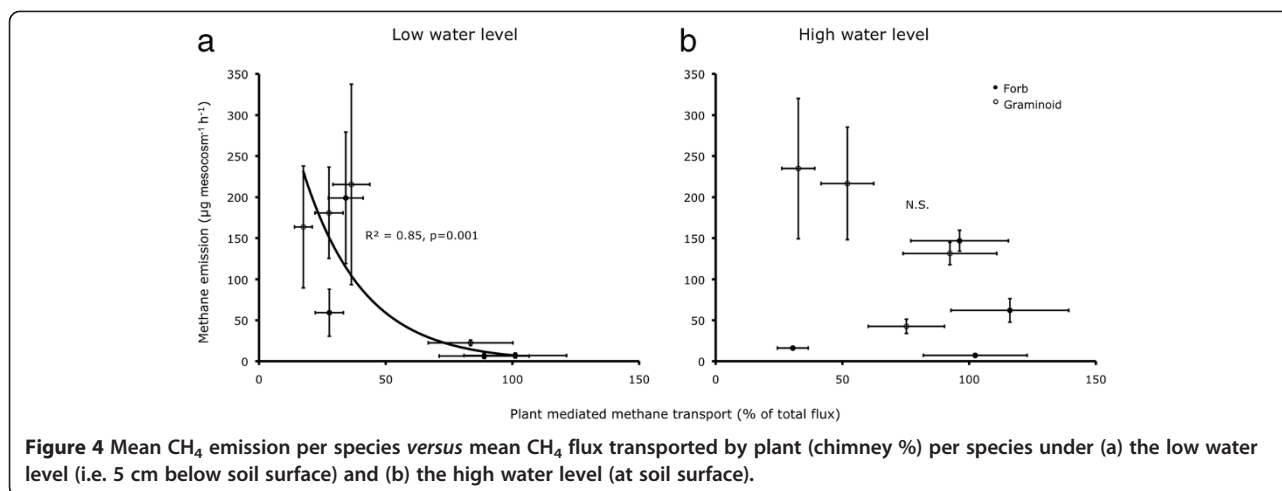 a
Low water level
b
High water level
Methane emission (µg mesocosm⁻¹ h⁻¹)
350
300
250
200
150
100
50
0
0
50
100
150
R² = 0.85, p=0.001
350
300
250
200
150
100
50
0
0
50
100
150
Forb
Graminoid
N.S.
Plant mediated methane transport (% of total flux)
Figure 4 Mean CH₄ emission per species versus mean CH₄ flux transported by plant (chimney %) per species under (a) the low water
level (i.e. 5 cm below soil surface) and (b) the high water level (at soil surface).